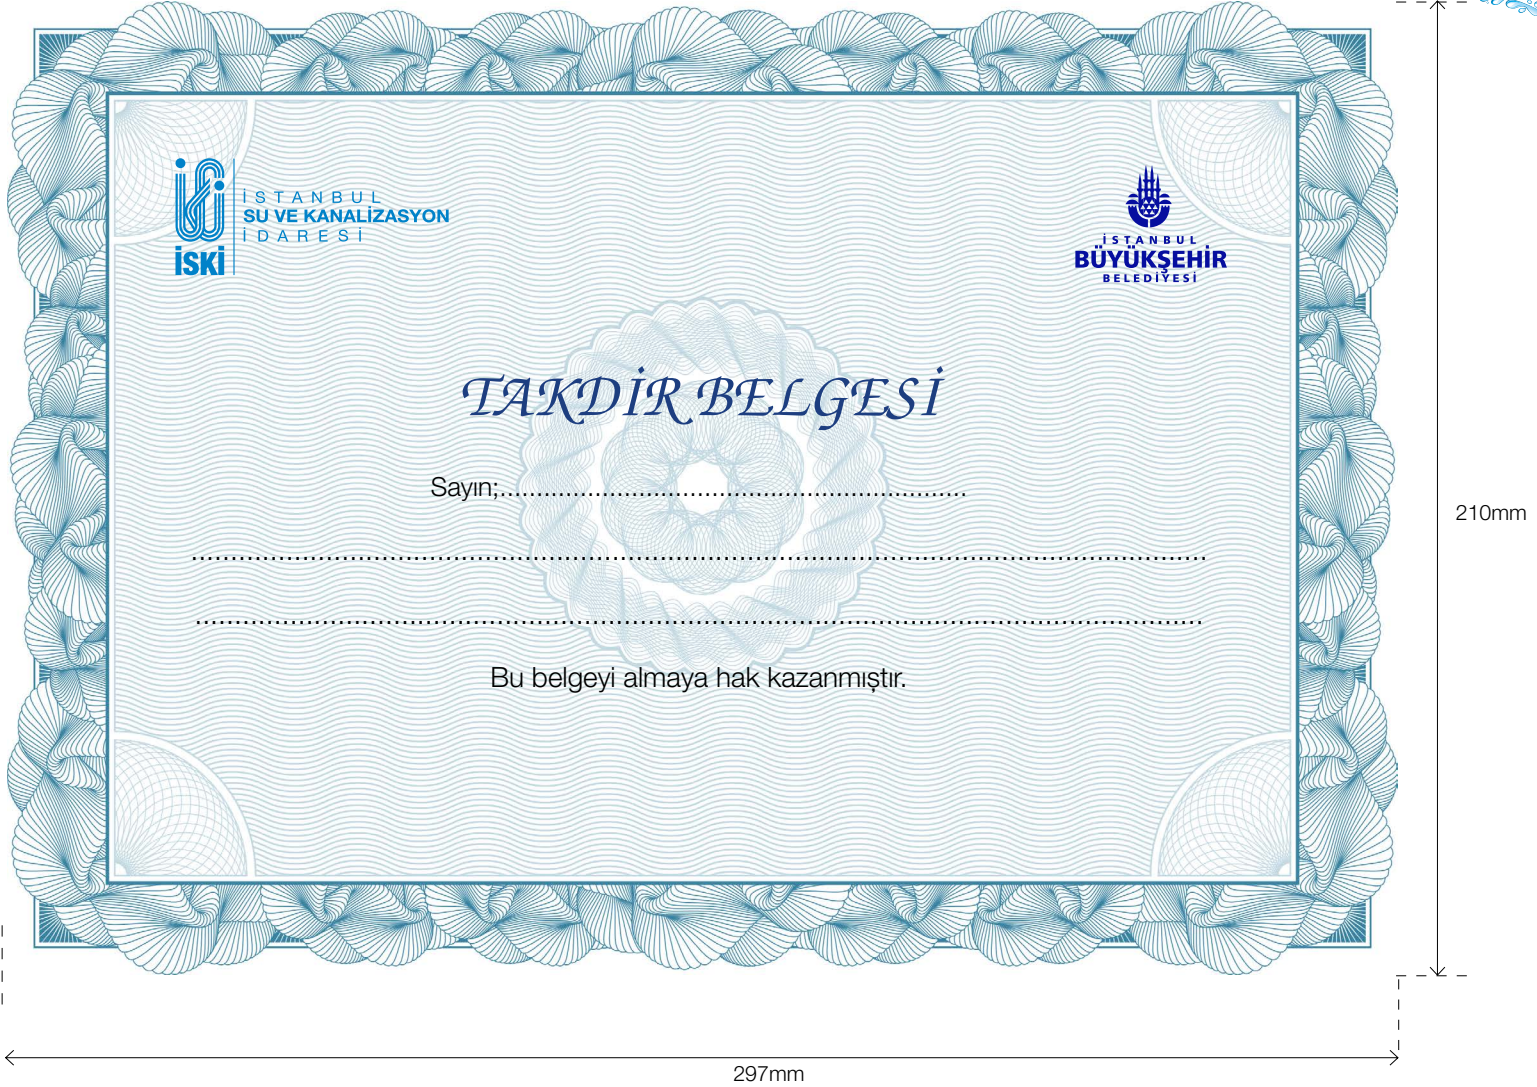 İSTANBUL
SU VE KANALİZASYON
İDARESİ
İSKİ
İSTANBUL
BÜYÜKŞEHİR
BELEDİYESİ
TAKDİR BELGESİ
Sayın;................................................................
Bu belgeyi almaya hak kazanmıştır.
210mm
297mm